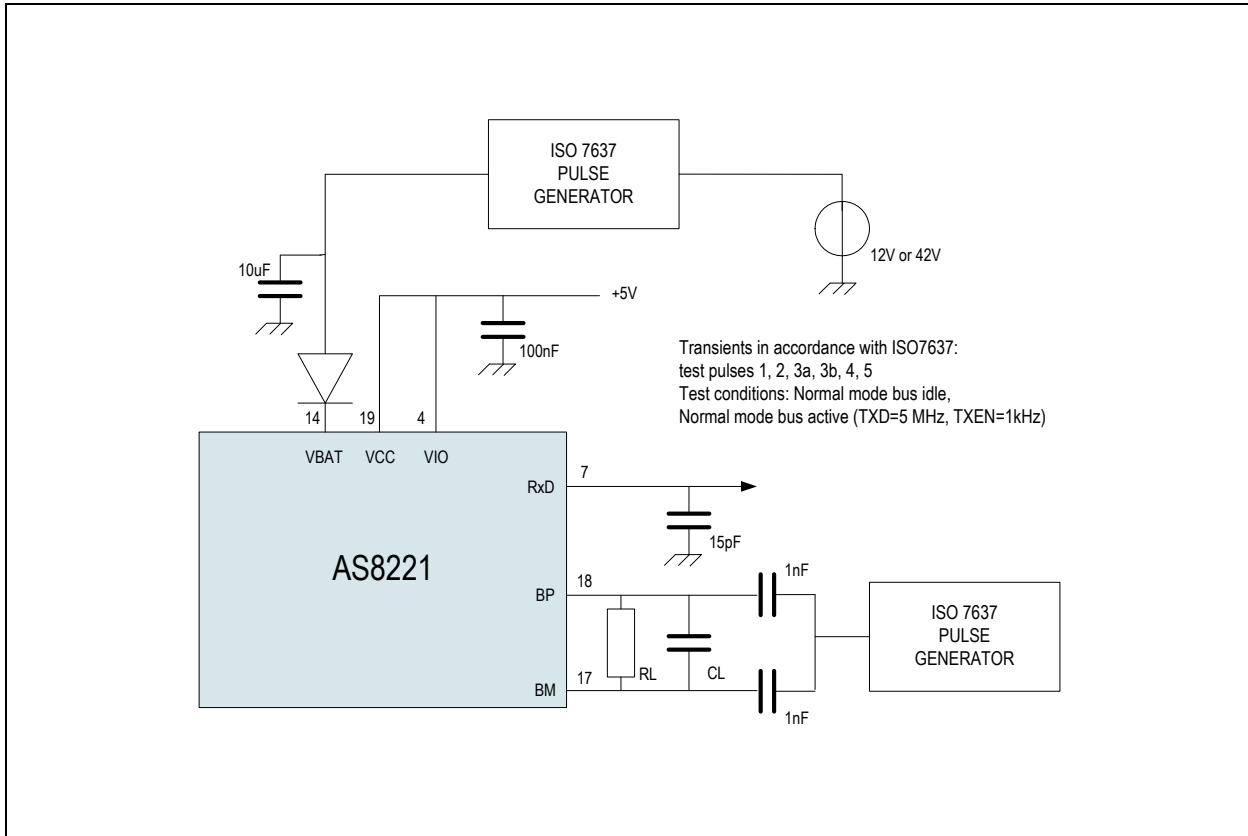 ISO 7637
PULSE
GENERATOR
12V or 42V
10uF
+5V
100nF
Transients in accordance with ISO7637:
test pulses 1, 2, 3a, 3b, 4, 5
Test conditions: Normal mode bus idle,
Normal mode bus active (TXD=5 MHz, TXEN=1kHz)
14 19 4
VBAT VCC VIO
7
RxD
15pF
AS8221
18
BP
1nF
ISO 7637
PULSE
GENERATOR
RL CL
17
BM
1nF